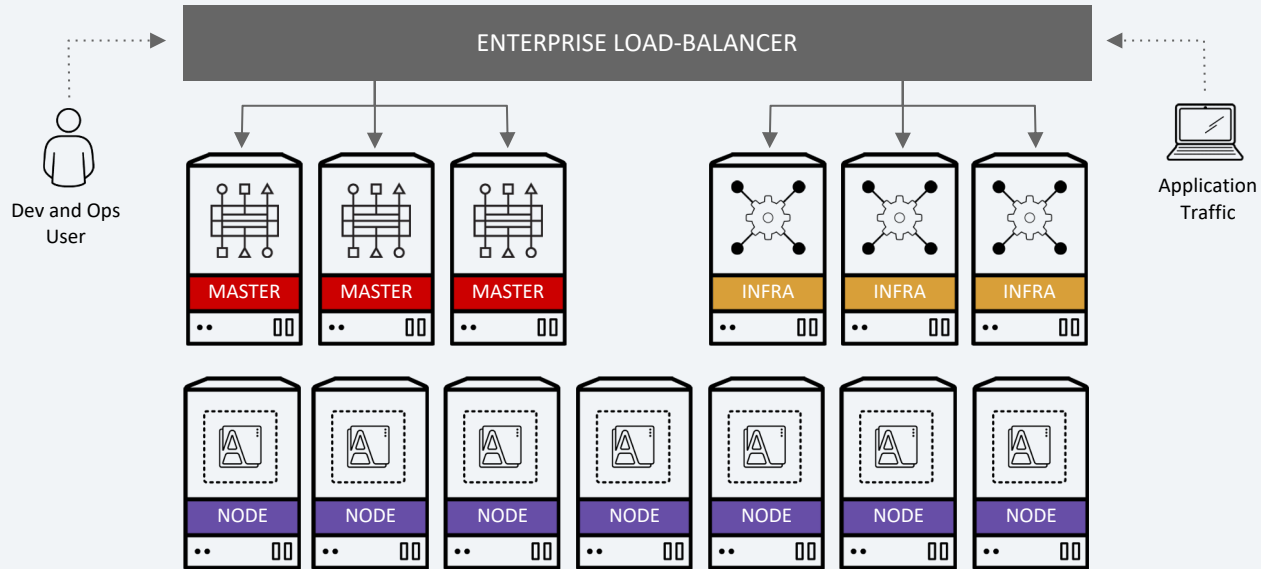 ENTERPRISE LOAD-BALANCER
Dev and Ops
User
Application
Traffic
MASTER
MASTER
MASTER
INFRA
INFRA
INFRA
A
A
A
A
A
A
A
NODE
NODE
NODE
NODE
NODE
NODE
NODE